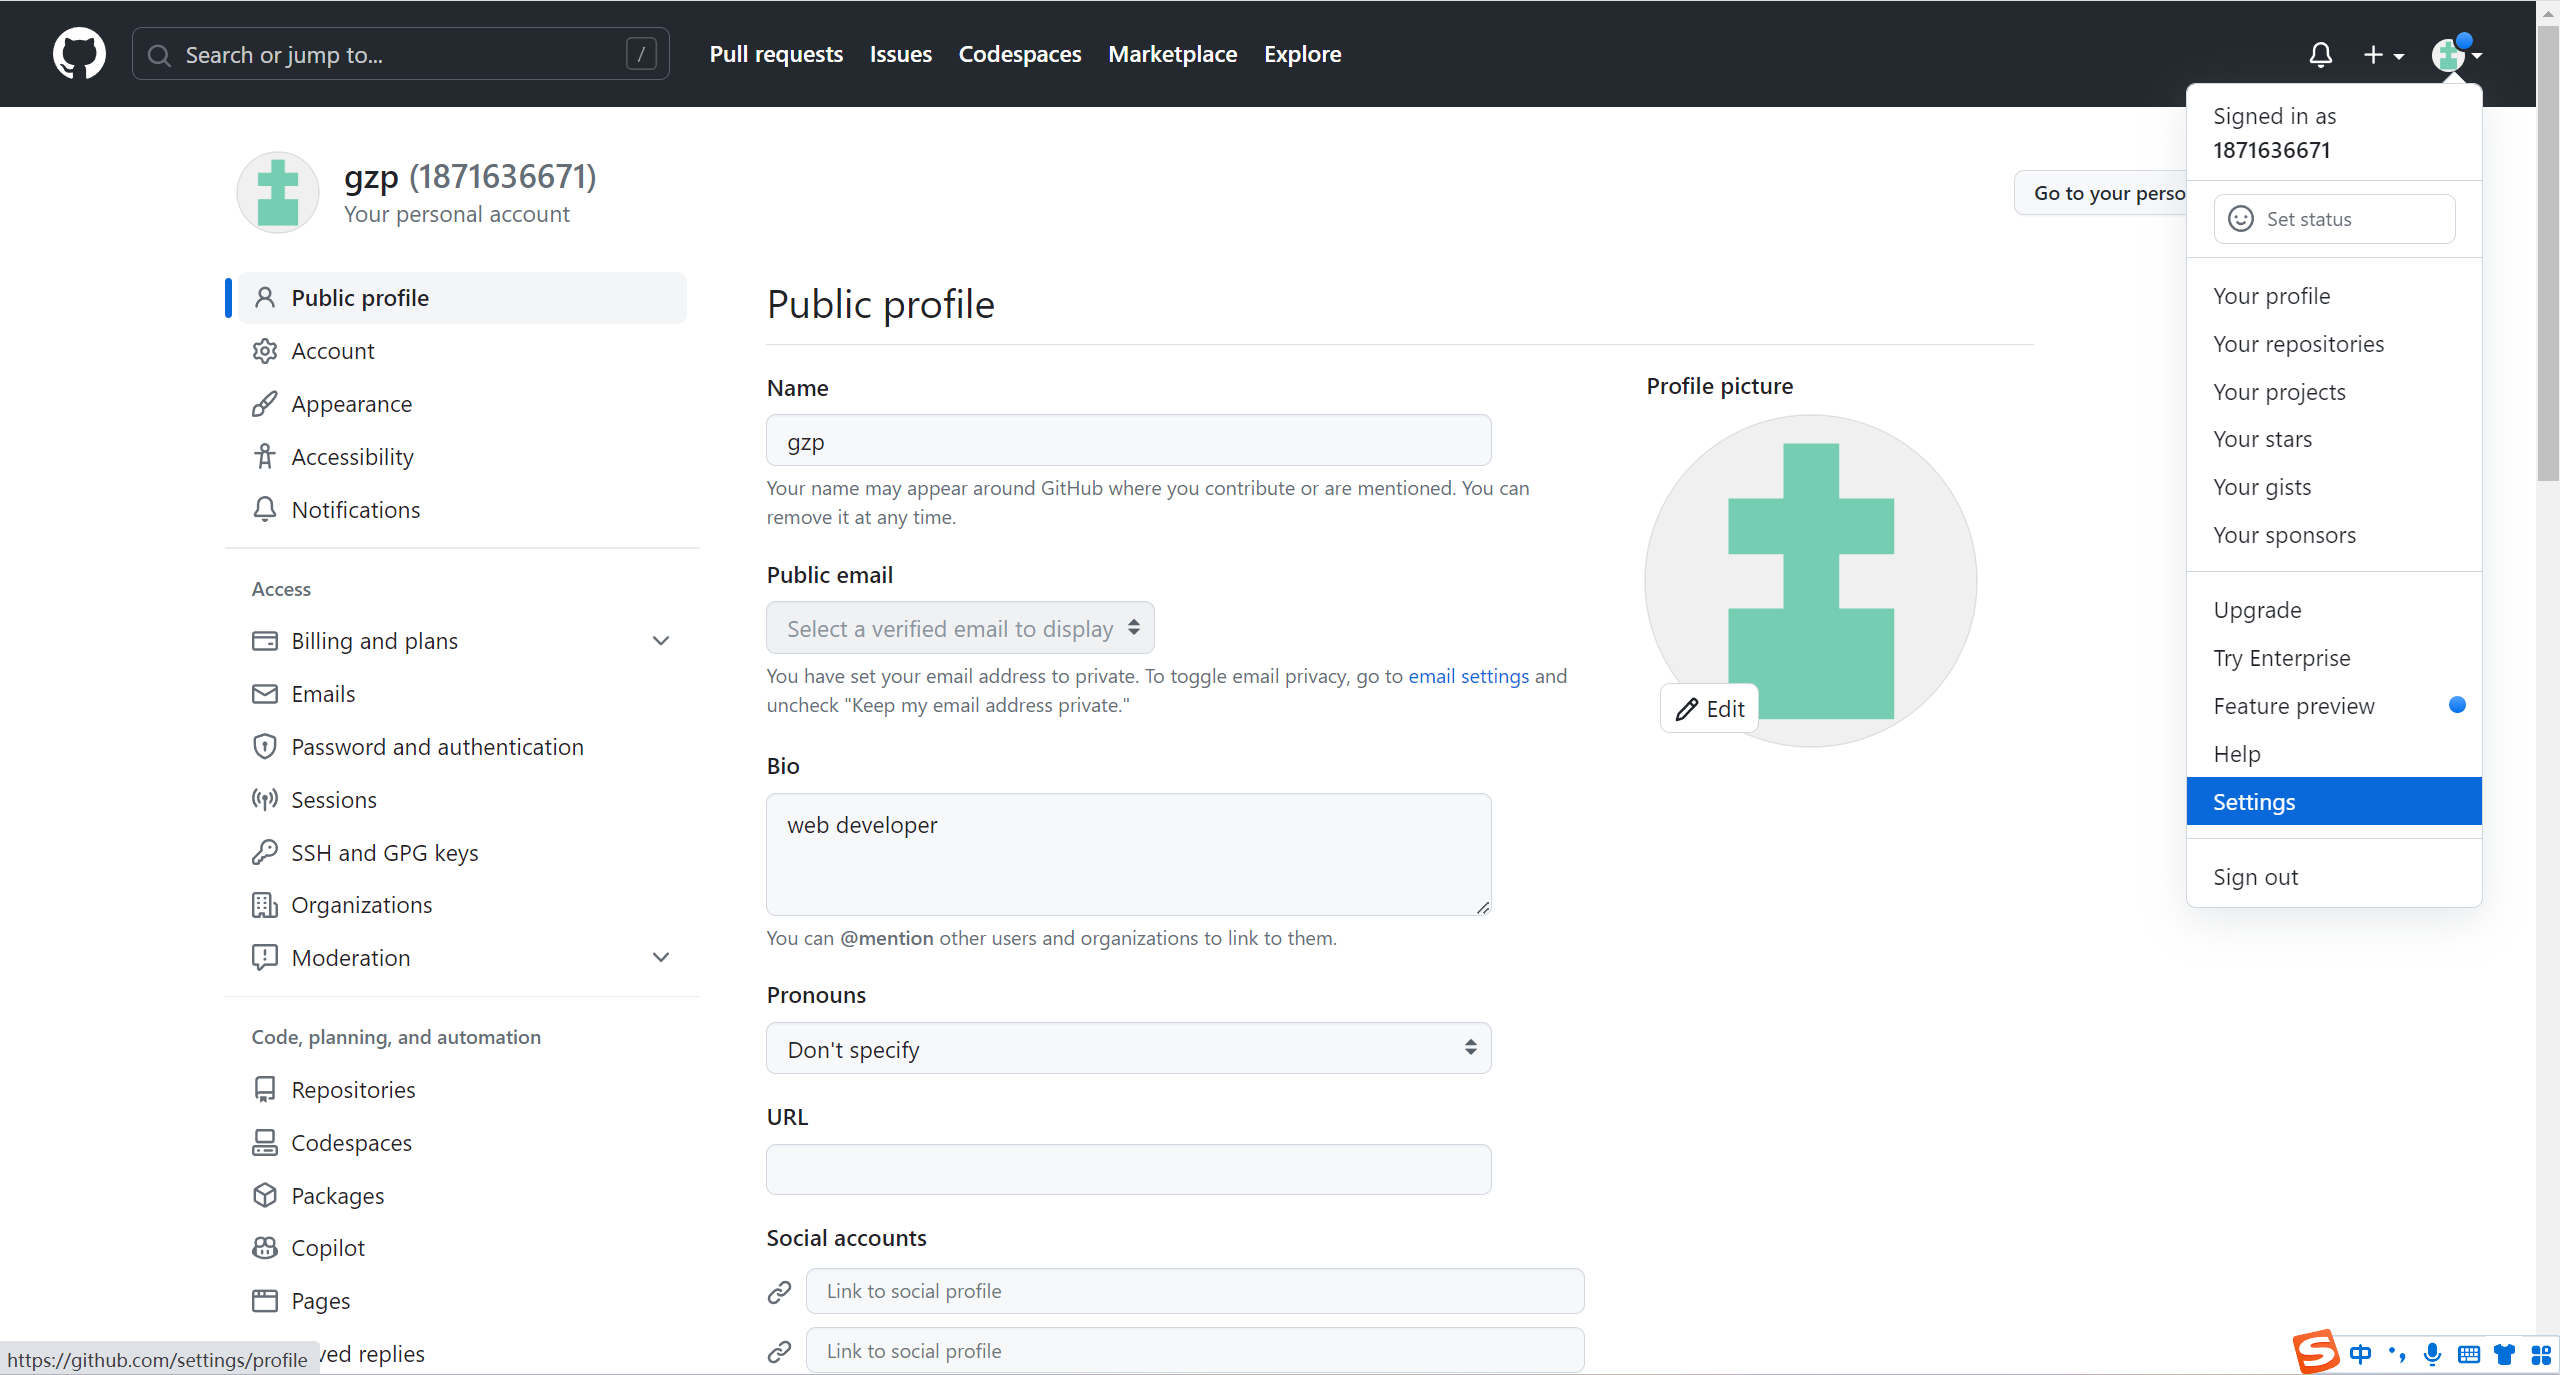 Search or jump to...
/
Pull requests
Issues
Codespaces
Marketplace
Explore
Signed in as
1871636671
Set status
Your profile
Your repositories
Your projects
Your stars
Your gists
Your sponsors
Upgrade
Try Enterprise
Feature preview
Help
Settings
Sign out
gzp (1871636671)
Your personal account
Go to your perso
Public profile
Account
Appearance
Accessibility
Notifications
Access
Billing and plans
Emails
Password and authentication
Sessions
SSH and GPG keys
Organizations
Moderation
Code, planning, and automation
Repositories
Codespaces
Packages
Copilot
Pages
ved replies
Public profile
Name
gzp
Your name may appear around GitHub where you contribute or are mentioned. You can
remove it at any time.
Public email
Select a verified email to display
You have set your email address to private. To toggle email privacy, go to email settings and
uncheck "Keep my email address private."
Bio
web developer
You can @mention other users and organizations to link to them.
Pronouns
Don't specify
URL
Social accounts
Link to social profile
Link to social profile
Profile picture
Edit
https://github.com/settings/profile
S 中